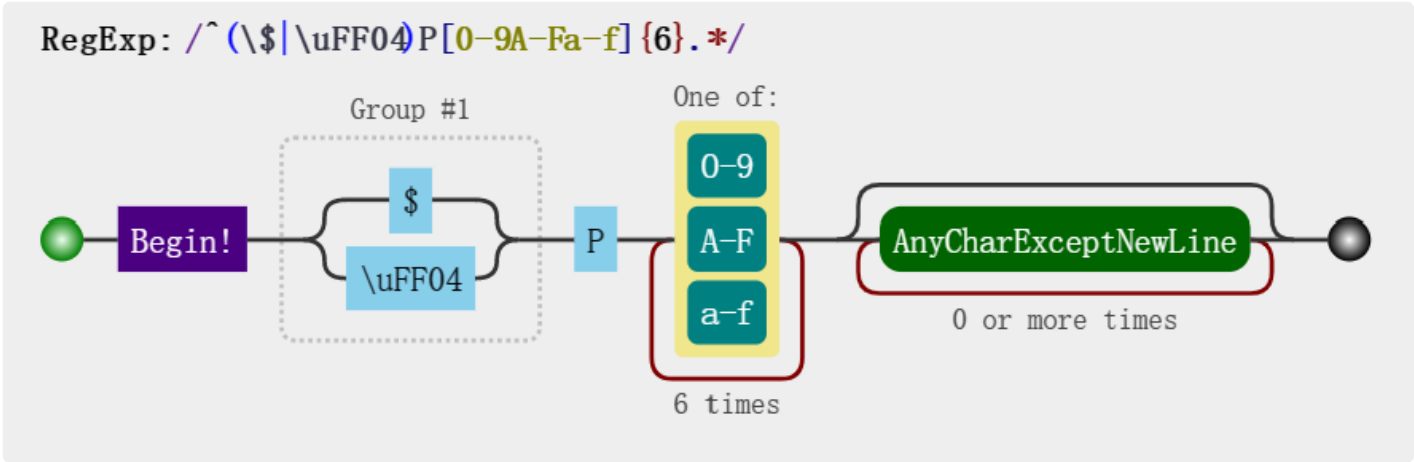 RegExp: /^(\$|\uFF04)P[0-9A-Fa-f]{6}.*/
Group #1
One of:
0-9
$
Begin!
P
A-F
AnyCharExceptNewLine
\uFF04
a-f
0 or more times
6 times